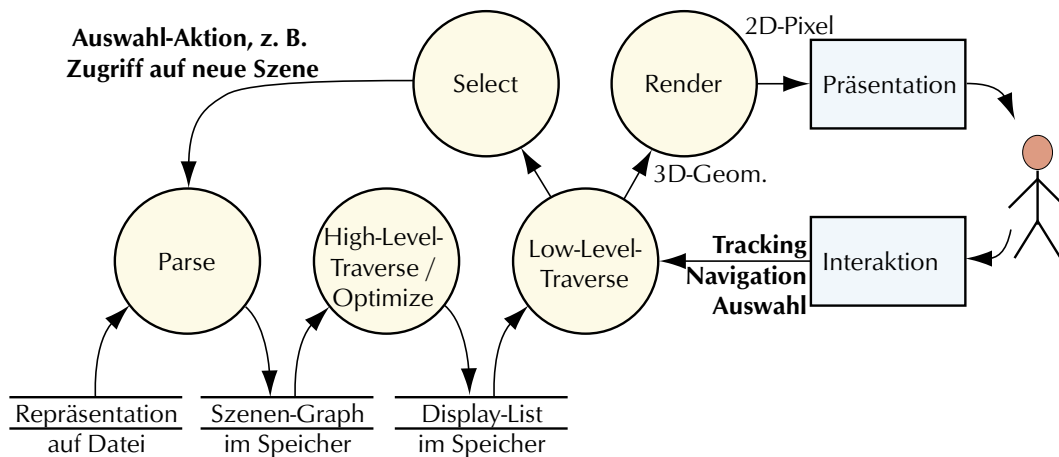 Auswahl-Aktion, z. B.
Zugriff auf neue Szene
Select
Render
2D-Pixel
Präsentation
3D-Geom.
Parse
High-Level-
Traverse /
Optimize
Low-Level-
Traverse
Tracking
Navigation
Auswahl
Interaktion
Repräsentation
auf Datei
Szenen-Graph
im Speicher
Display-List
im Speicher